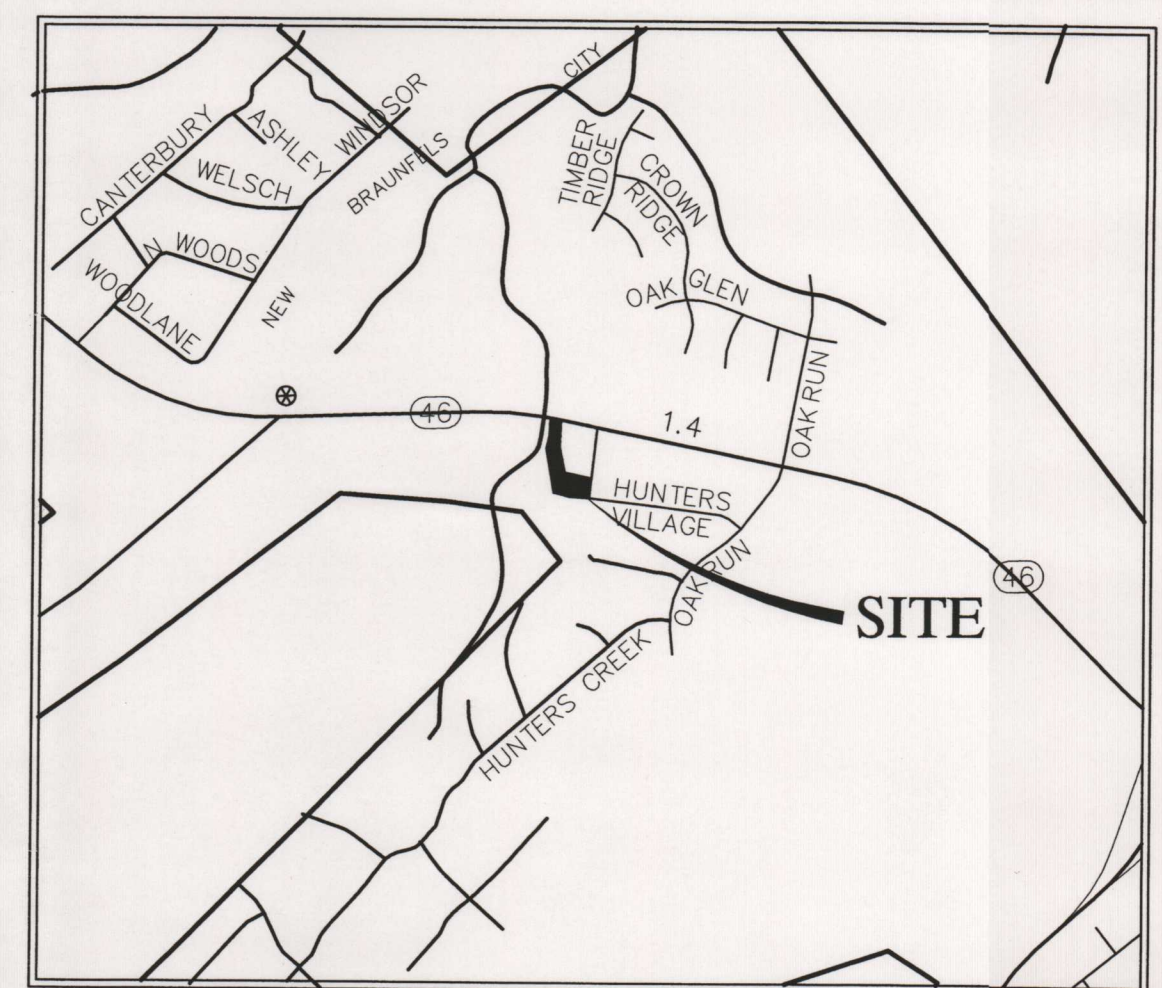 CITY
CANTERBURY
ASHLEY
WINDSOR
WELSCH
BRAUNFELS
TIMBER
RIDGE
CROWN
RIDGE
N WOODS
WOODLANE
NEW
OAK GLEN
OAK RUN
46
1.4
HUNTERS
VILLAGE
OAK RUN
46
SITE
HUNTERS CREEK